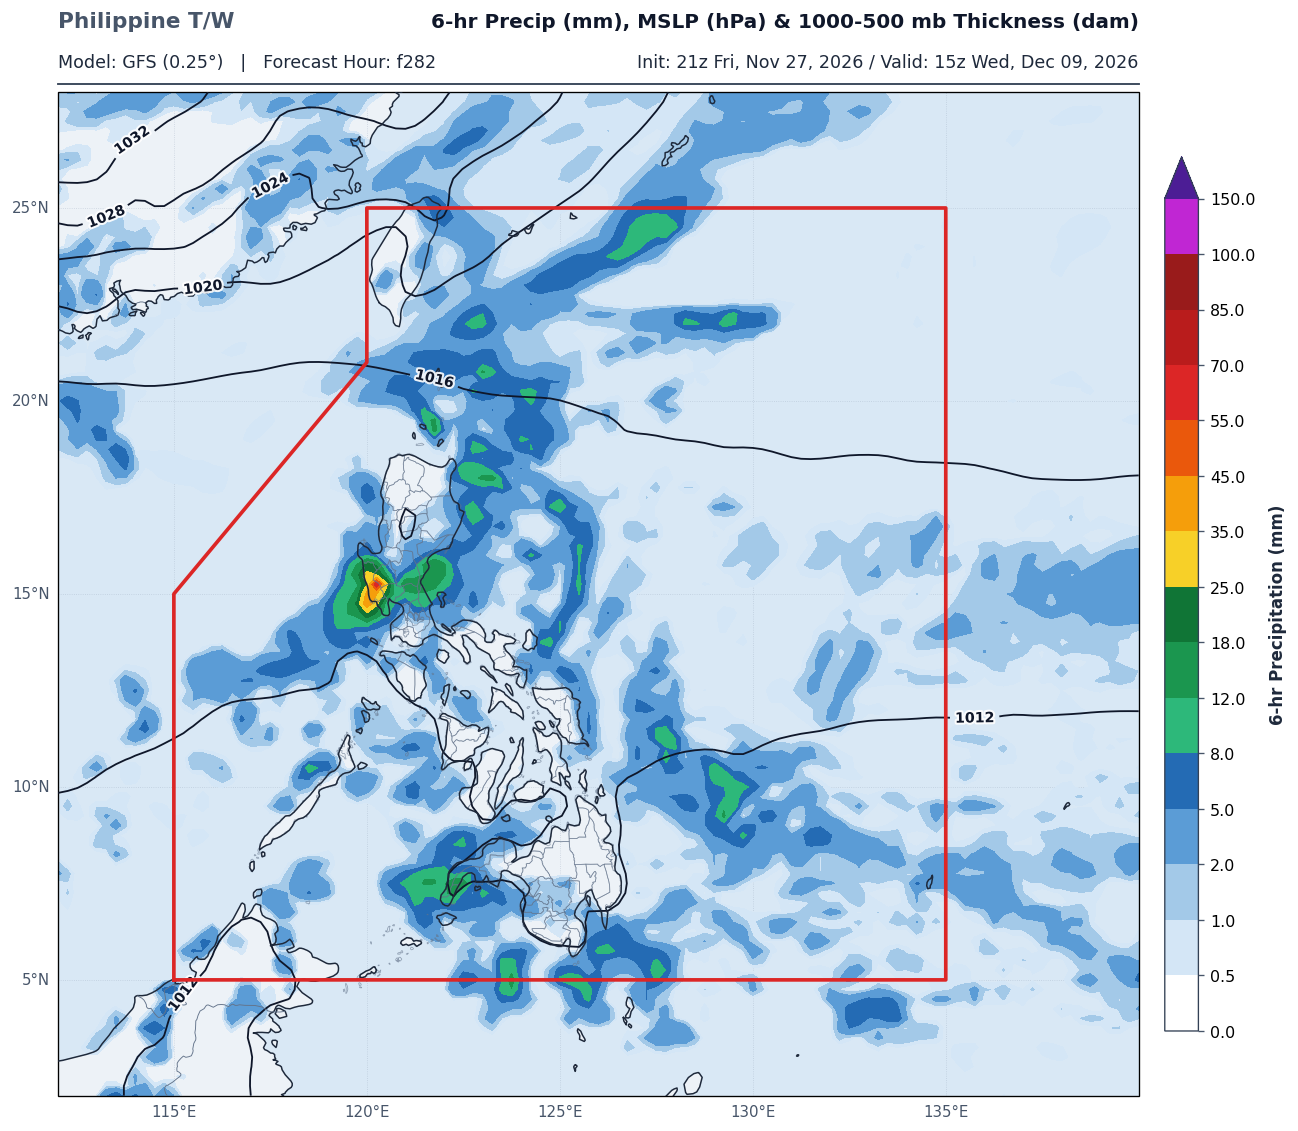 Philippine T/W
6-hr Precip (mm), MSLP (hPa) & 1000-500 mb Thickness (dam)
Model: GFS (0.25°) | Forecast Hour: f282
Init: 21z Fri, Nov 27, 2026 / Valid: 15z Wed, Dec 09, 2026
1032
1024
1028
1020
1016
1012
1012
25°N
20°N
15°N
10°N
5°N
115°E
120°E
125°E
130°E
135°E
150.0
100.0
85.0
70.0
55.0
45.0
35.0
25.0
18.0
12.0
8.0
5.0
2.0
1.0
0.5
0.0
6-hr Precipitation (mm)